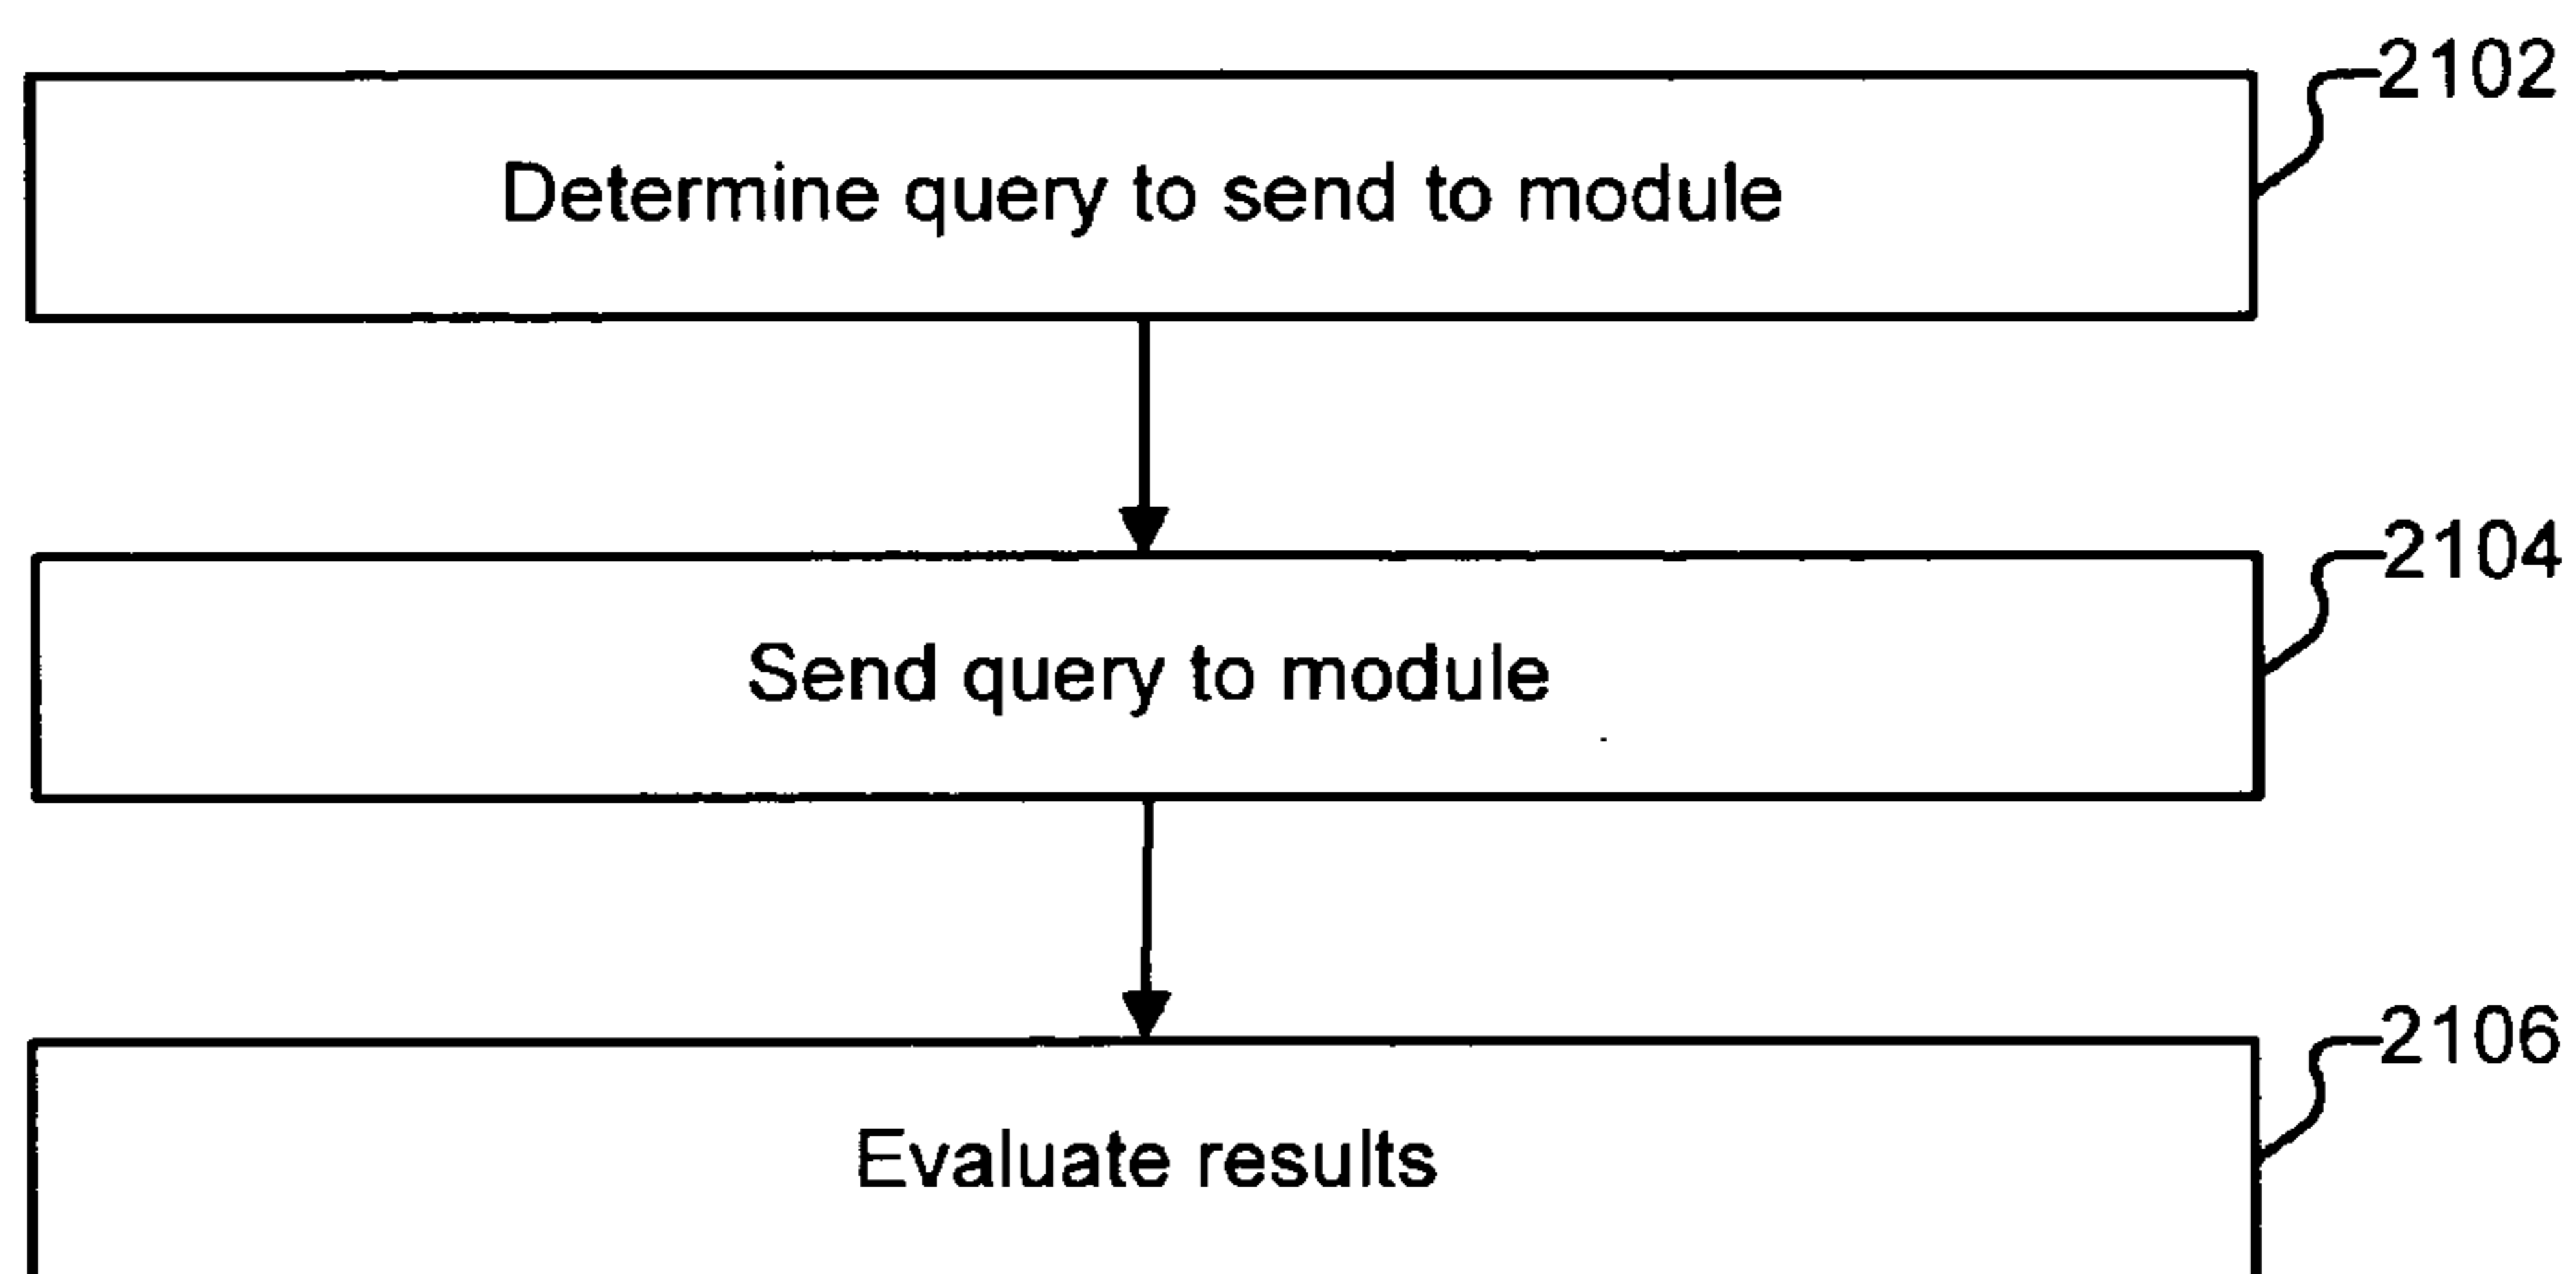 2102
Determine query to send to module
2104
Send query to module
2106
Evaluate results